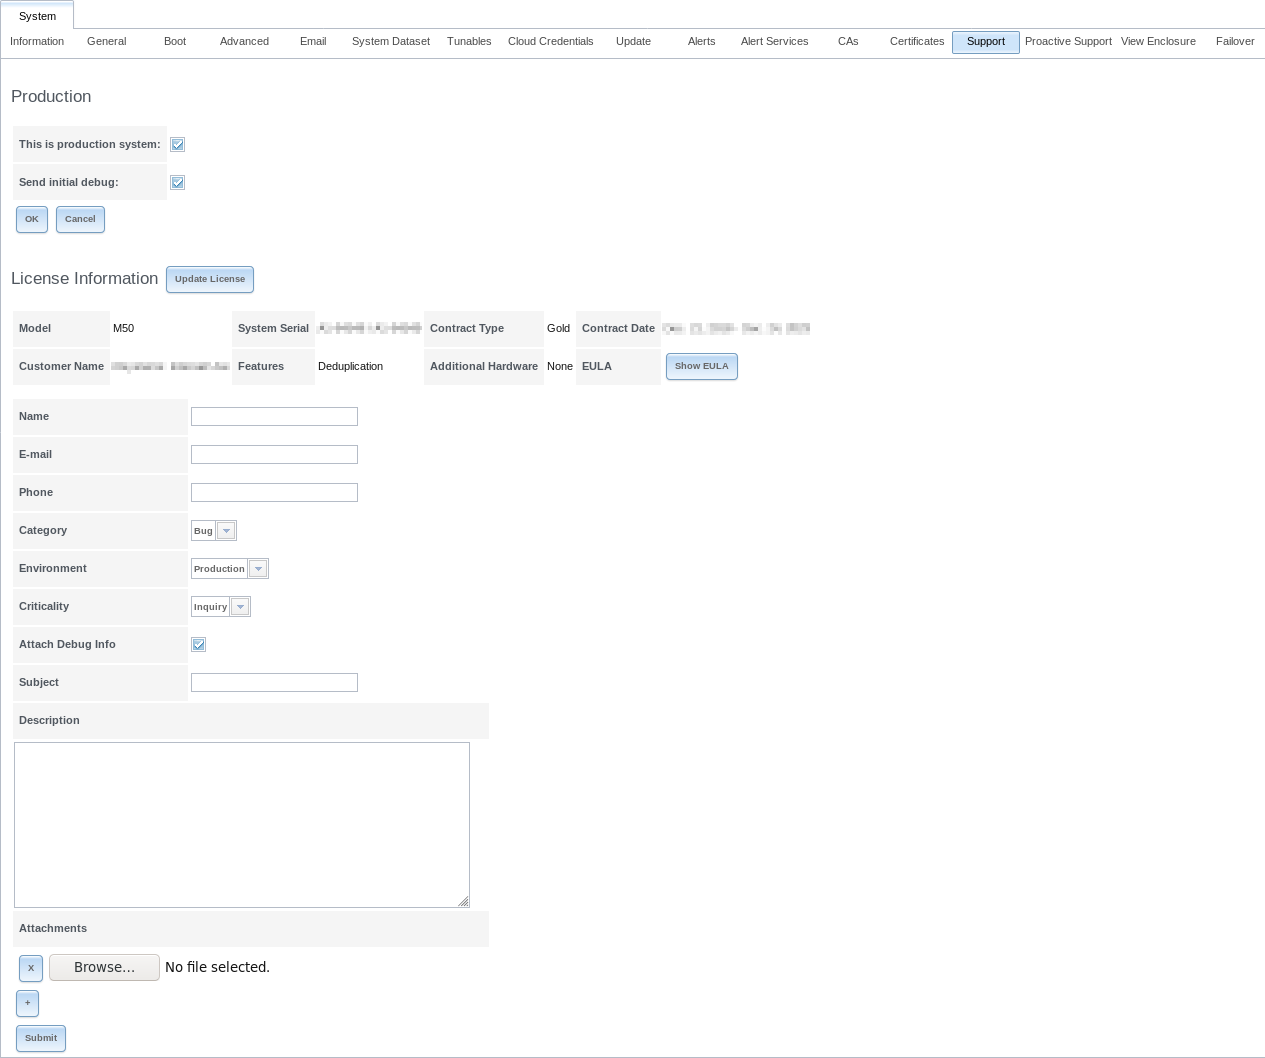 System
Information General Boot Advanced Email System Dataset Tunables Cloud Credentials Update Alerts Alert Services CAs Certificates Support Proactive Support View Enclosure Failover
Production
This is production system:
Send initial debug:
OK Cancel
License Information Update License
Model M50 System Serial Contract Type Gold Contract Date
Customer Name Features Deduplication Additional Hardware None EULA Show EULA
Name
E-mail
Phone
Category Bug
Environment Production
Criticality Inquiry
Attach Debug Info
Subject
Description
Attachments
X Browse... No file selected.
+
Submit